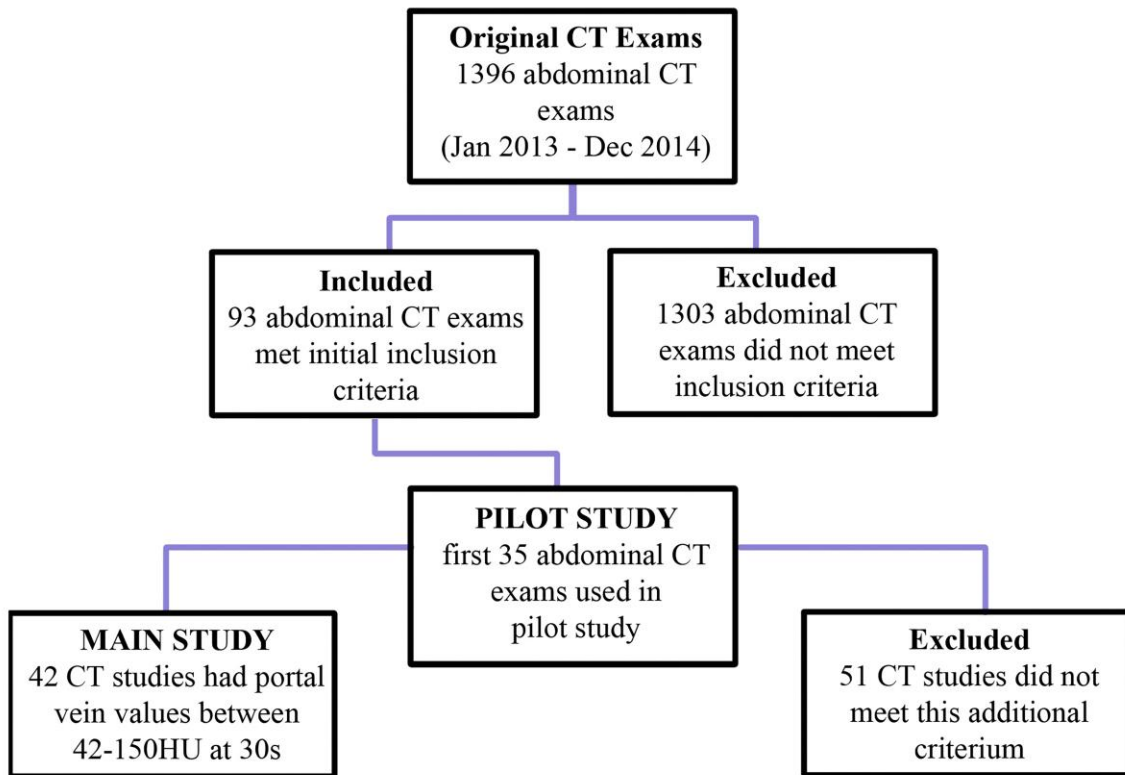 Original CT Exams
1396 abdominal CT
exams
(Jan 2013 - Dec 2014)
Included
93 abdominal CT exams
met initial inclusion
criteria
Excluded
1303 abdominal CT
exams did not meet
inclusion criteria
PILOT STUDY
first 35 abdominal CT
exams used in
pilot study
MAIN STUDY
42 CT studies had portal
vein values between
42-150HU at 30s
Excluded
51 CT studies did not
meet this additional
criterium